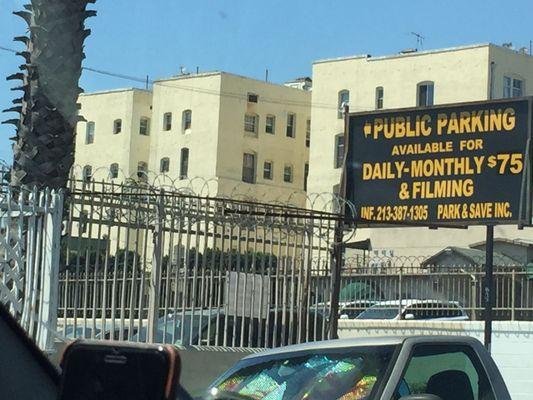 PUBLIC PARKING
AVAILABLE FOR
DAILY-MONTHLY $75
& FILMING
INF. 213-387-1305 PARK & SAVE INC.